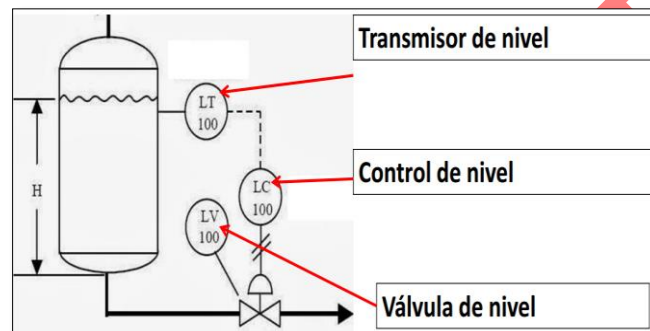 Transmisor de nivel
LT
100
H
Control de nivel
LC
100
LV
100
Válvula de nivel